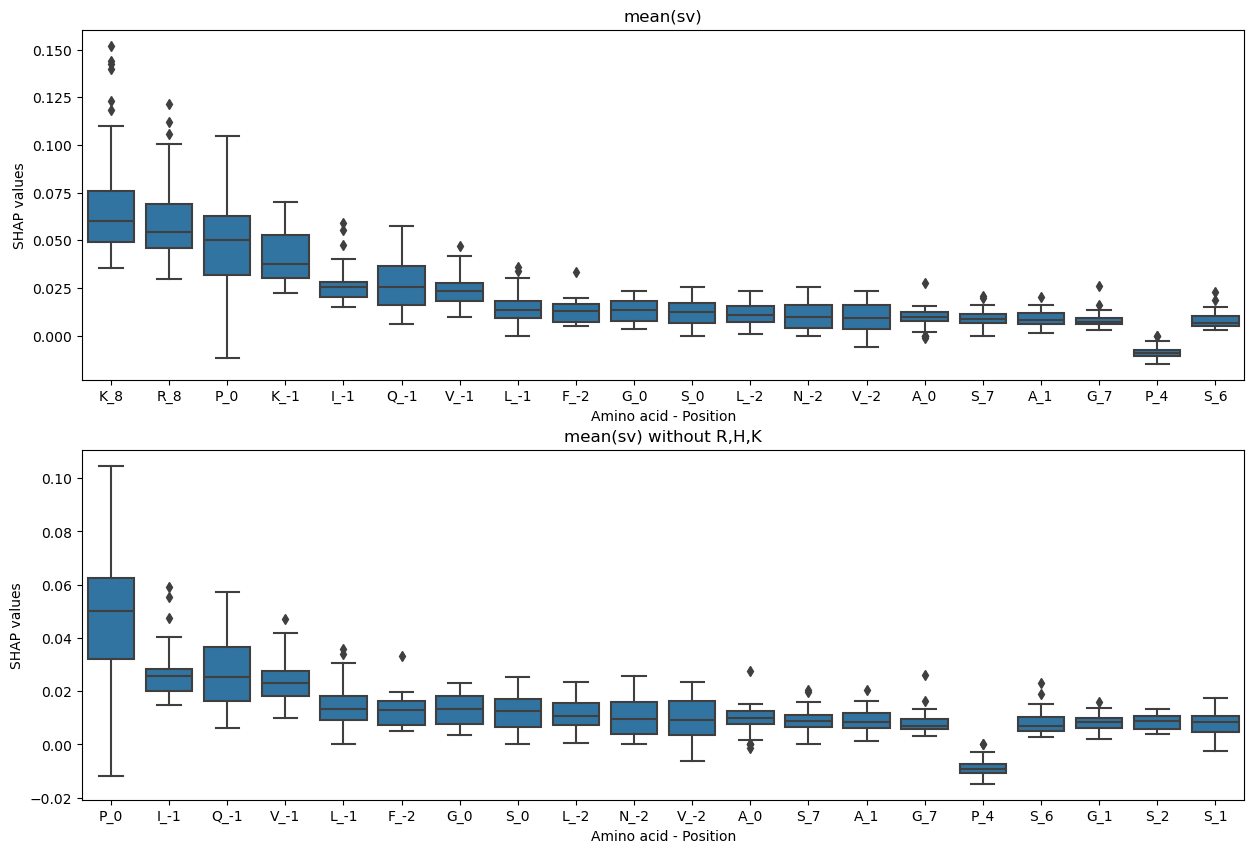 mean(sv)
0.150
0.125
0.100
0.075
0.050
0.025
0.000
SHAP values
K_8 R_8 P_0 K_-1 I_-1 Q_-1 V_-1 L_-1 F_-2 G_0 S_0 L_-2 N_-2 V_-2 A_0 S_7 A_1 G_7 P_4 S_6
Amino acid - Position
mean(sv) without R,H,K
0.10
0.08
0.06
0.04
0.02
0.00
−0.02
SHAP values
P_0 I_-1 Q_-1 V_-1 L_-1 F_-2 G_0 S_0 L_-2 N_-2 V_-2 A_0 S_7 A_1 G_7 P_4 S_6 G_1 S_2 S_1
Amino acid - Position